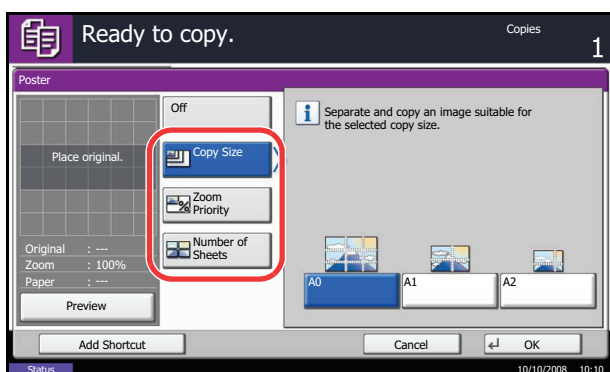 Ready to copy.
Copies
1
Poster
Off
Place original.
Copy Size
Zoom
Priority
Number of
Sheets
Original : ---
Zoom : 100%
Paper : ---
Preview
Separate and copy an image suitable for
the selected copy size.
A0
A1
A2
Add Shortcut
Cancel
OK
Status
10/10/2008 10:10